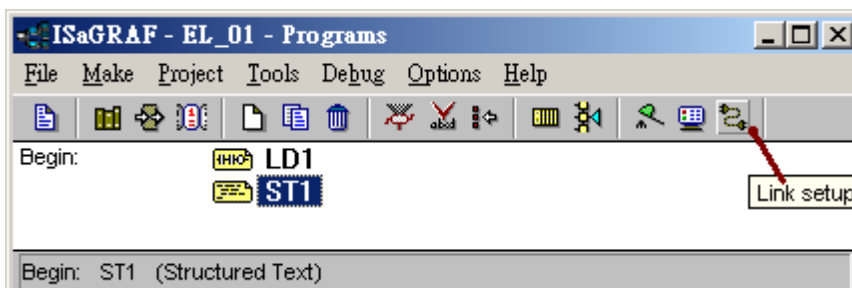 ISaGRAF - EL_01 - Programs
File Make Project Tools Debug Options Help
Begin: LD1
ST1
Link setup
Begin: ST1 (Structured Text)